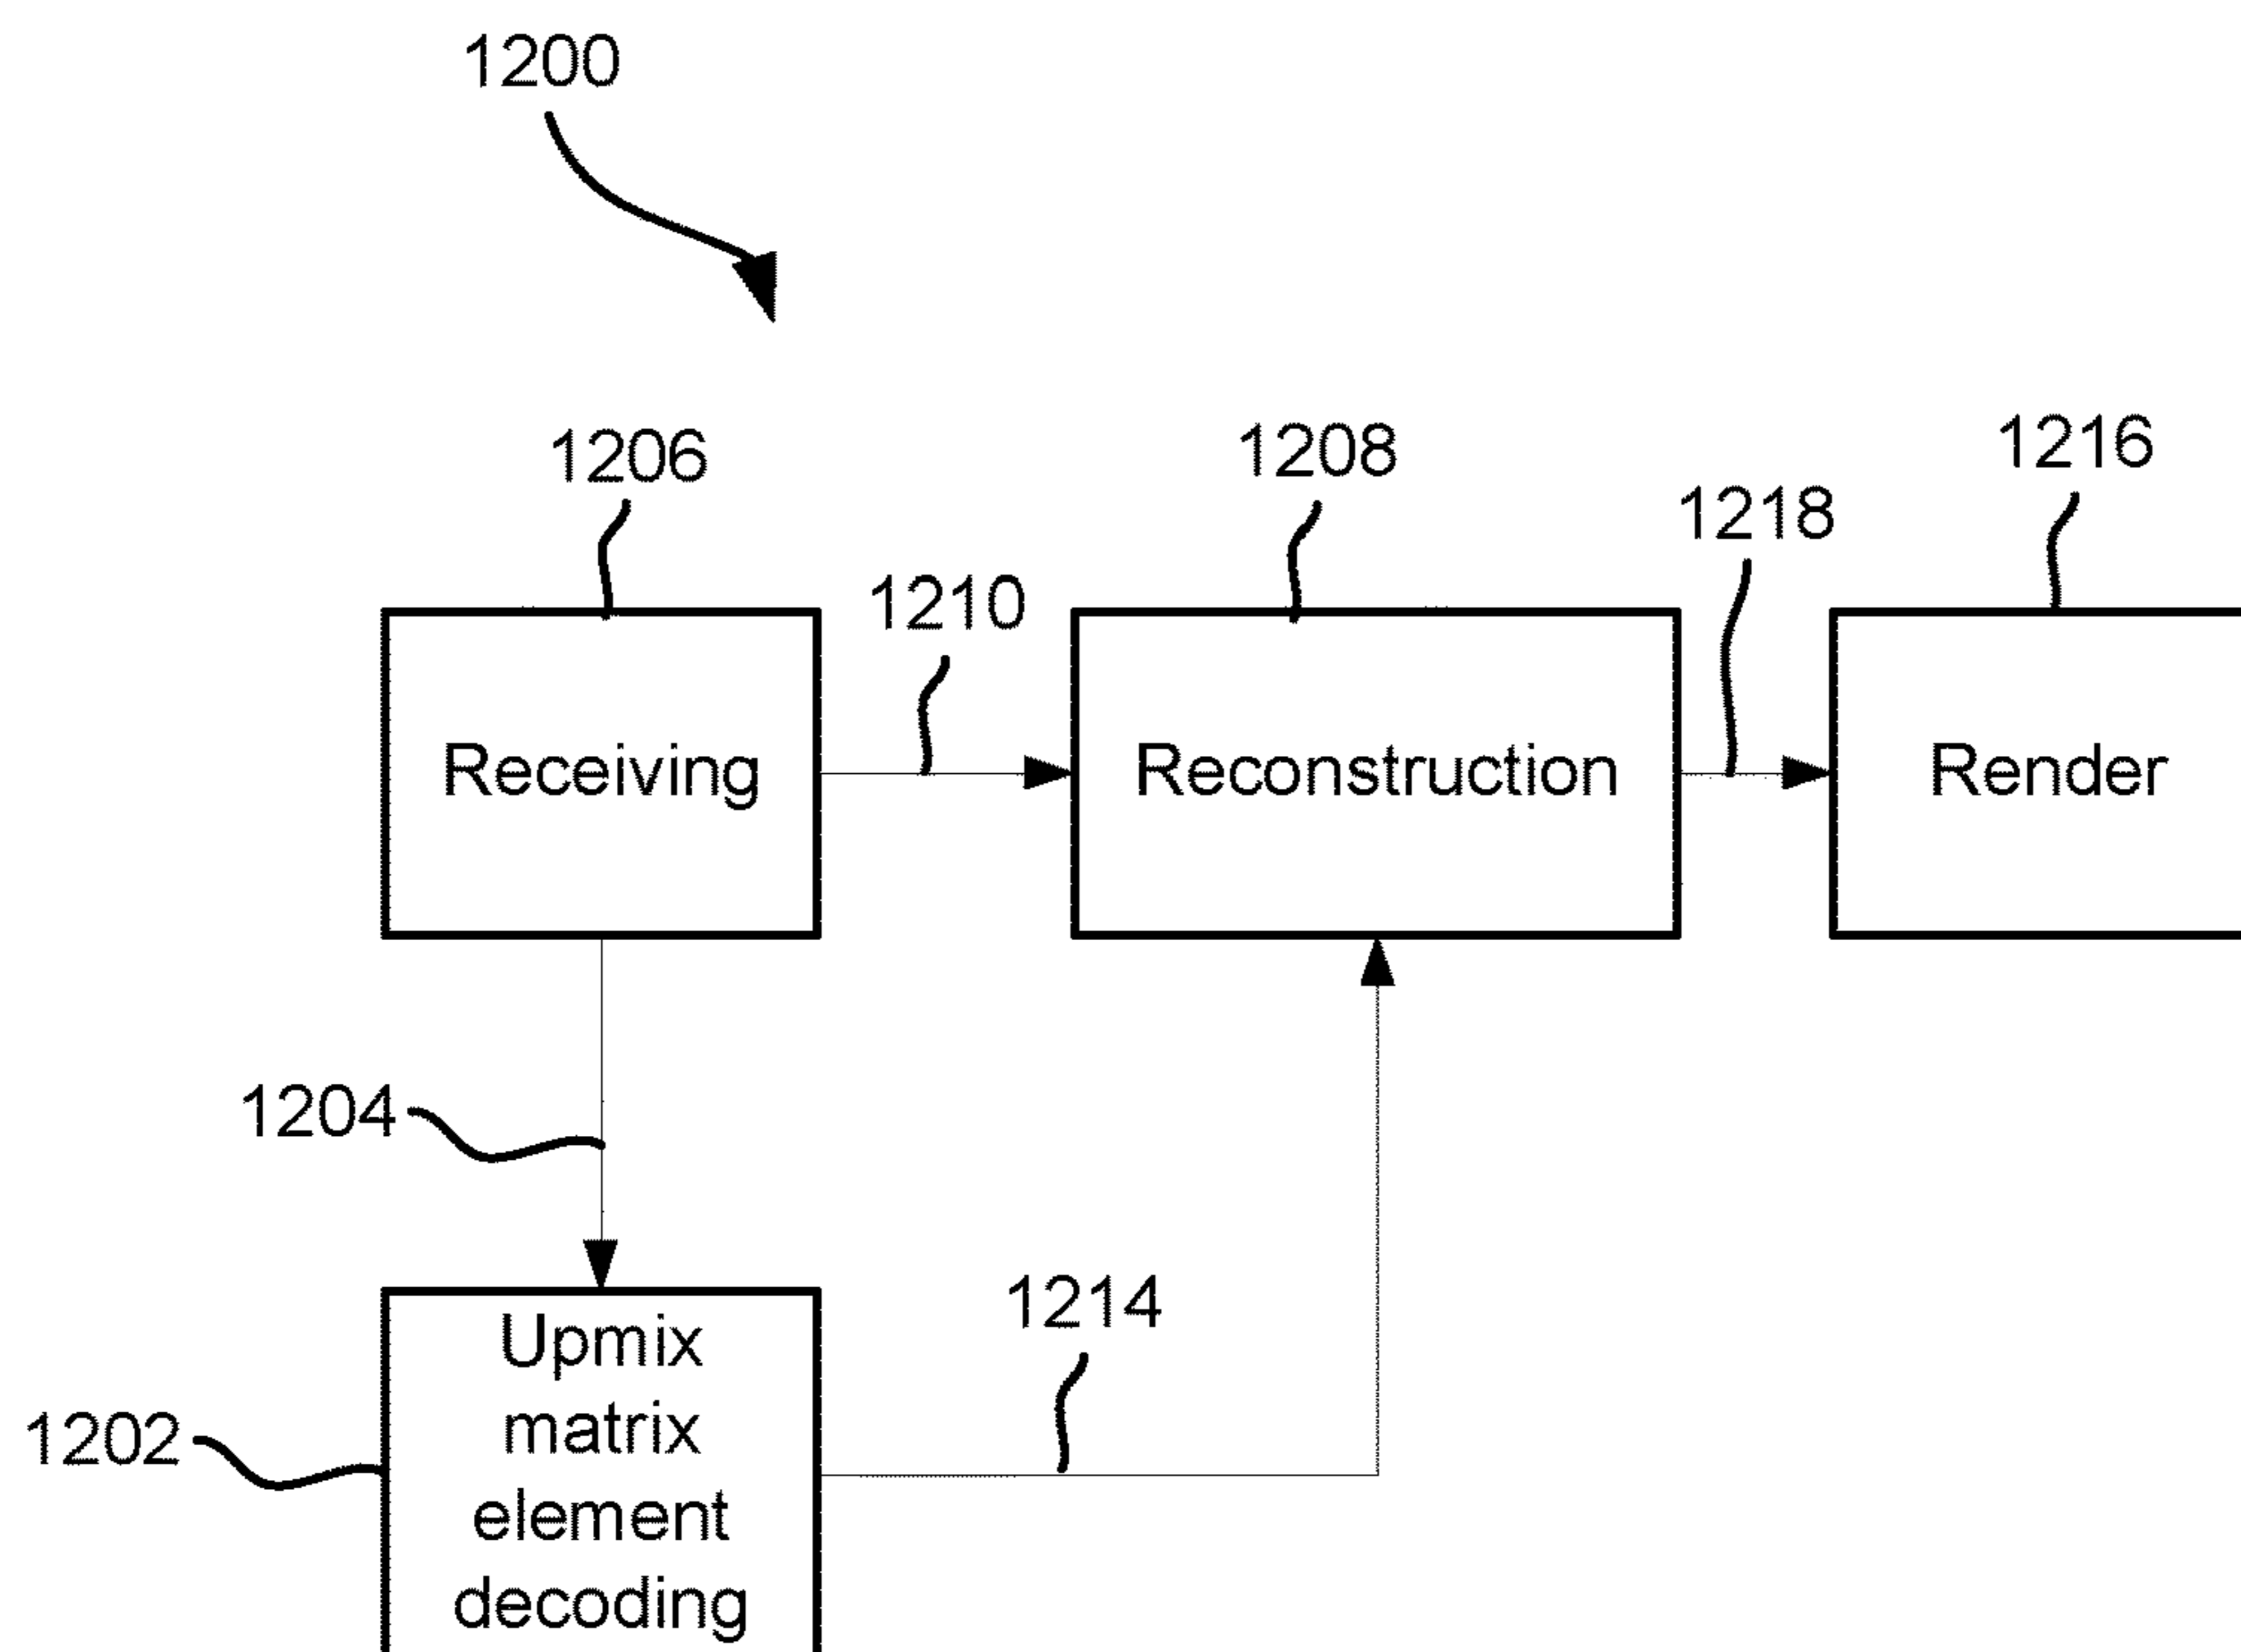 1200
1206
1208
1216
1218
1210
Receiving
Reconstruction
Render
1204
1214
1202
Upmix
matrix
element
decoding